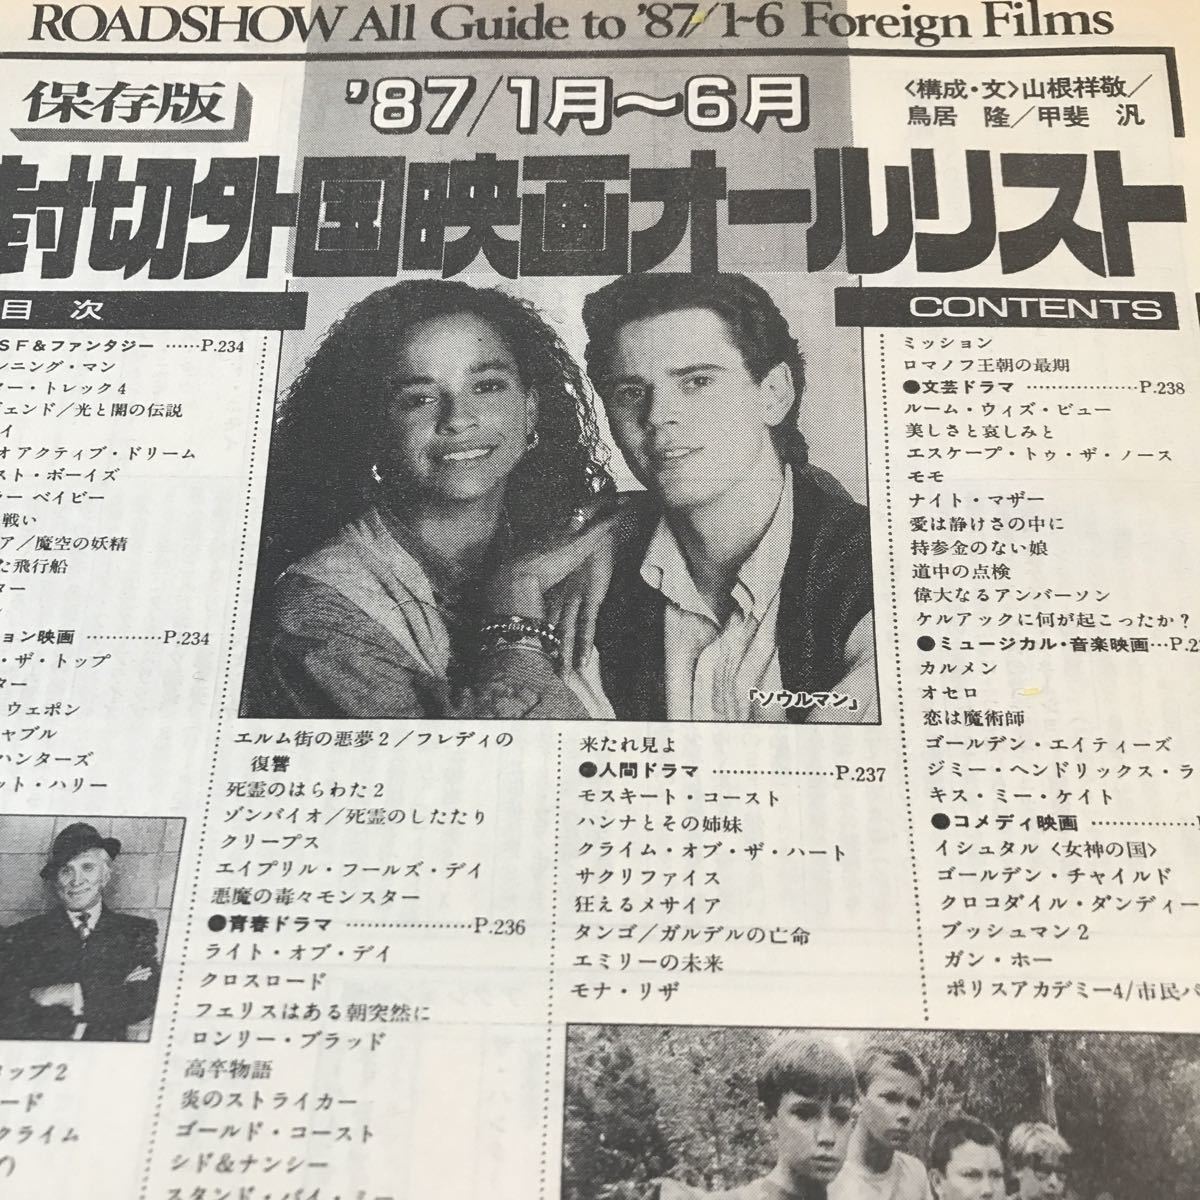 ROADSHOW All Guide to '87/1~6 Foreign Films
保存版
'87/1月〜6月
〈構成・文〉山根祥敬／
鳥居 隆／甲斐 汎
封切外国映画オールリスト
目 次
SF&ファンタジー ……P.234
ンニング・マン
ター・トレック4
ジェンド／光と闇の伝説
イ
オアクティブ・ドリーム
スト・ボーイズ
ラー ベイビー
戦い
ア／魔空の妖精
た飛行船
ター
ョン映画 …………P.234
・ザ・トップ
ター
ウェポン
ャブル
ハンターズ
ット・ハリー
ップ2
ード
クライム
の
「ソウルマン」
エルム街の悪夢2／フレディの
復讐
死霊のはらわた2
ゾンバイオ／死霊のしたたり
クリープス
エイプリル・フールズ・デイ
悪魔の毒々モンスター
●青春ドラマ ………………P.236
ライト・オブ・デイ
クロスロード
フェリスはある朝突然に
ロンリー・ブラッド
高卒物語
炎のストライカー
ゴールド・コースト
シド&ナンシー
スタンド・バイ・ミー
来たれ見よ
●人間ドラマ ………………P.237
モスキート・コースト
ハンナとその姉妹
クライム・オブ・ザ・ハート
サクリファイス
狂えるメサイア
タンゴ／ガルデルの亡命
エミリーの未来
モナ・リザ
CONTENTS
ミッション
ロマノフ王朝の最期
●文芸ドラマ ………………P.238
ルーム・ウィズ・ビュー
美しさと哀しみと
エスケープ・トゥ・ザ・ノース
モモ
ナイト・マザー
愛は静けさの中に
持参金のない娘
道中の点検
偉大なるアンバーソン
ケルアックに何が起こったか？
●ミュージカル・音楽映画…P.2
カルメン
オセロ
恋は魔術師
ゴールデン・エイティーズ
ジミー・ヘンドリックス・ラ
キス・ミー・ケイト
●コメディ映画 ……………
イシュタル〈女神の国〉
ゴールデン・チャイルド
クロコダイル・ダンディー
ブッシュマン2
ガン・ホー
ポリスアカデミー4/市民パ